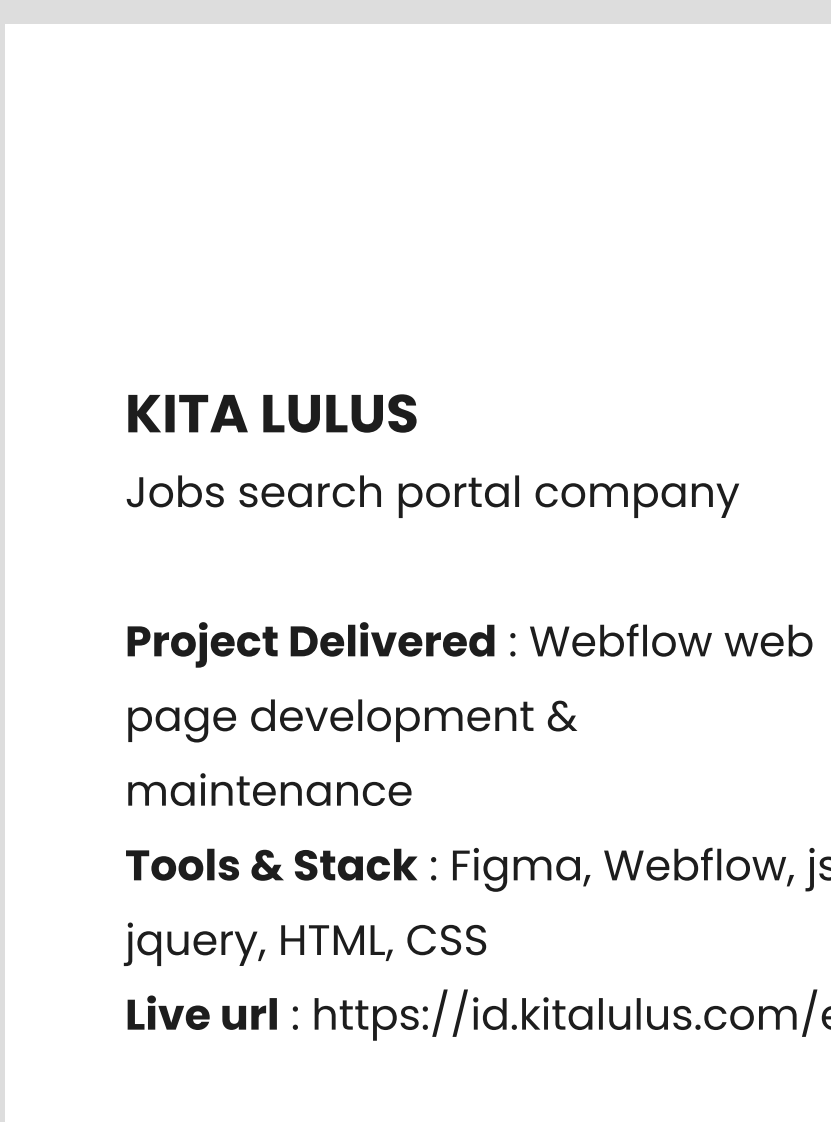 KITA LULUS
Jobs search portal company
Project Delivered : Webflow web
page development &
maintenance
Tools & Stack : Figma, Webflow, js
jquery, HTML, CSS
Live url : https://id.kitalulus.com/e